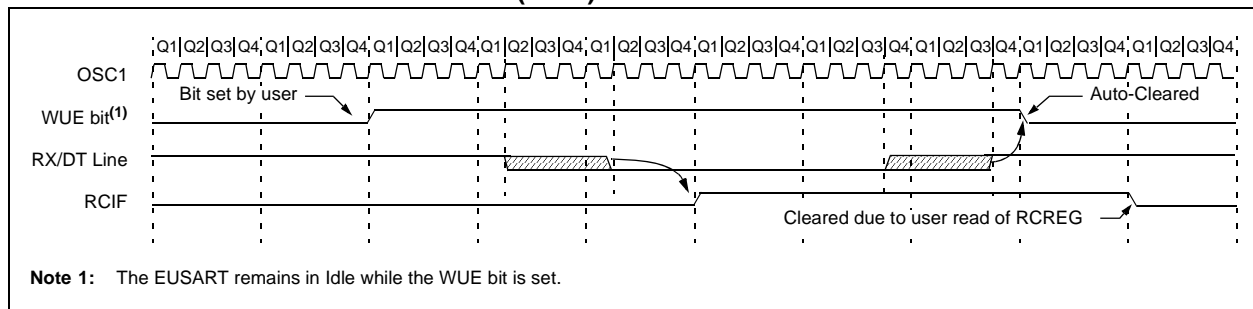 Q1 Q2 Q3 Q4 Q1 Q2 Q3 Q4 Q1 Q2 Q3 Q4 Q1 Q2 Q3 Q4 Q1 Q2 Q3 Q4 Q1 Q2 Q3 Q4 Q1 Q2 Q3 Q4 Q1 Q2 Q3 Q4 Q1 Q2 Q3 Q4 Q1 Q2 Q3 Q4
OSC1
Bit set by user
Auto-Cleared
WUE bit(1)
RX/DT Line
RCIF
Cleared due to user read of RCREG
Note 1: The EUSART remains in Idle while the WUE bit is set.